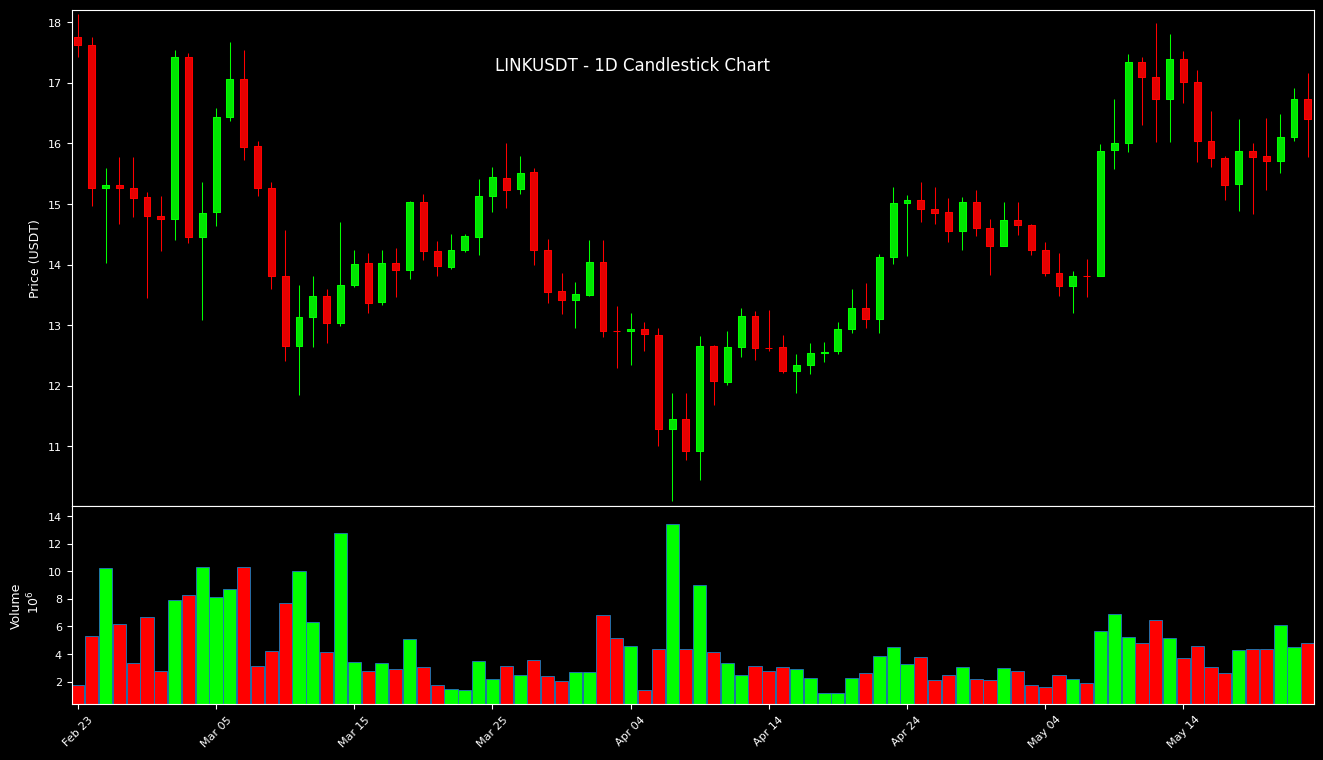 LINKUSDT - 1D Candlestick Chart
Price (USDT)
18
17
16
15
14
13
12
11
Volume
10^6
14
12
10
8
6
4
2
Feb 23
Mar 05
Mar 15
Mar 25
Apr 04
Apr 14
Apr 24
May 04
May 14